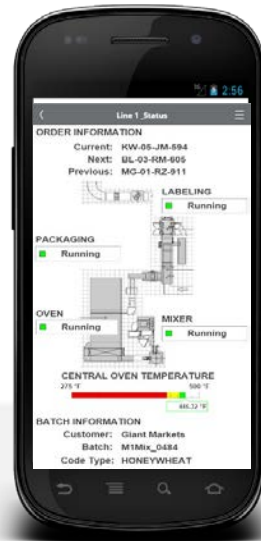 2:56
Line 1_Status
ORDER INFORMATION
Current: KW-05-JM-594
Next: BL-03-RM-605
Previous: MG-01-RZ-911
LABELING
Running
PACKAGING
Running
OVEN
Running
MIXER
Running
CENTRAL OVEN TEMPERATURE
275 °F 500 °F
486.32 °F
BATCH INFORMATION
Customer: Giant Markets
Batch: M1Mix_0484
Code Type: HONEYWHEAT